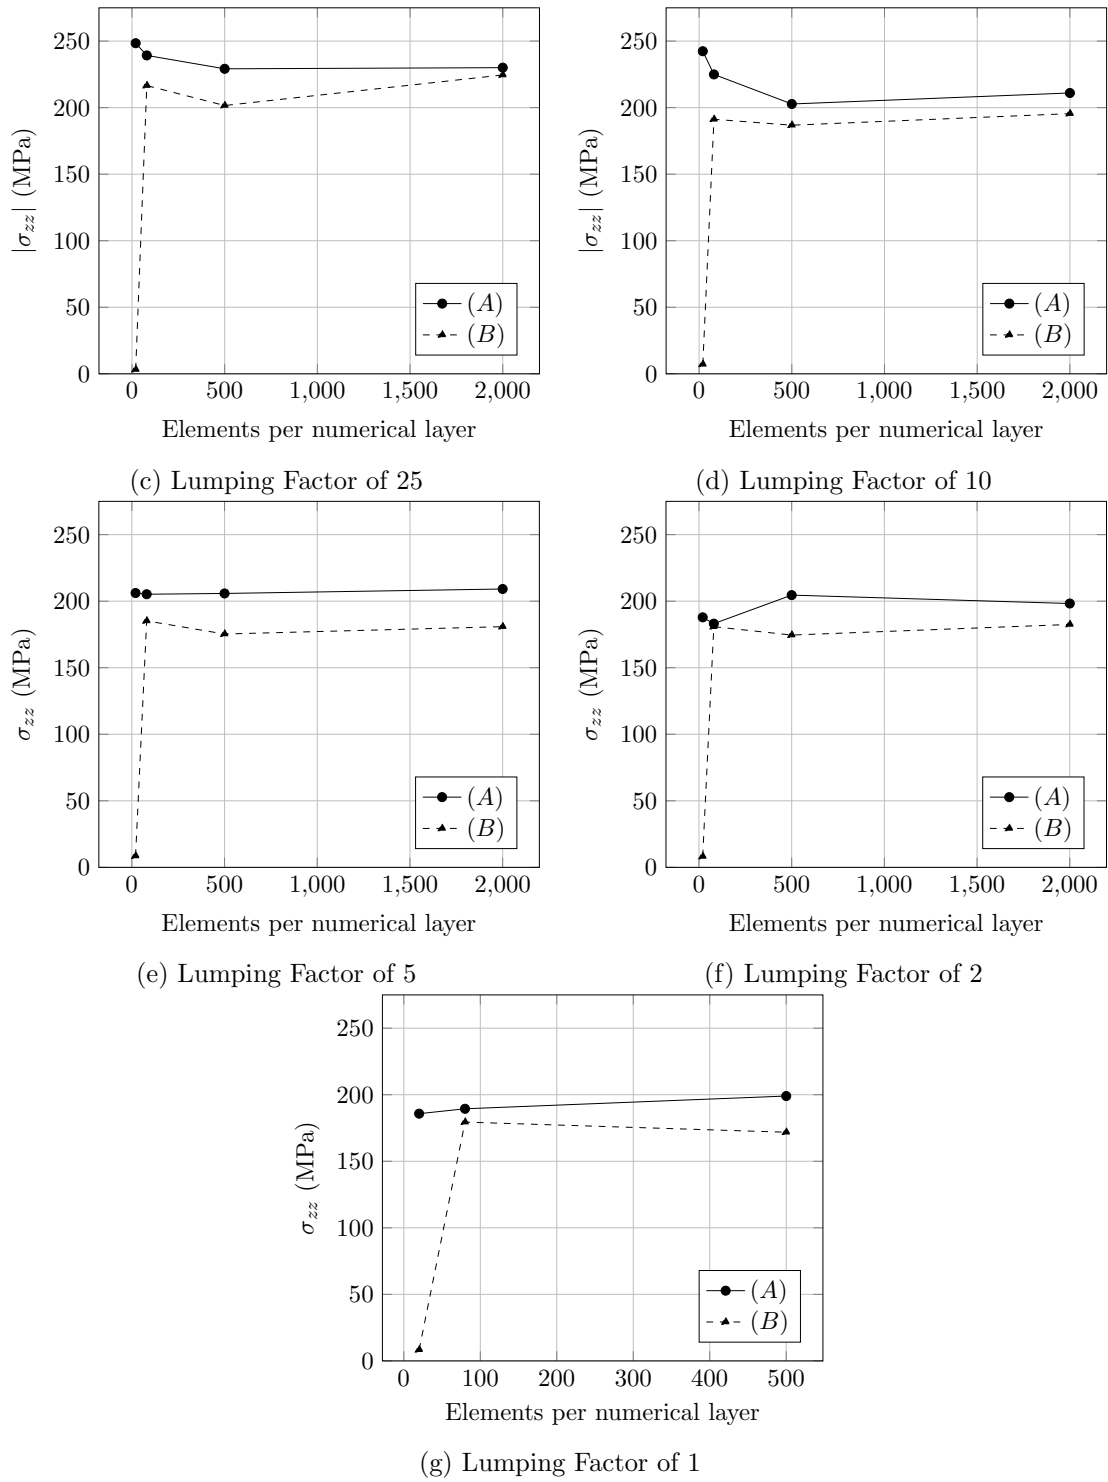 250
200
150
100
50
0
|σzz| (MPa)
0 500 1,000 1,500 2,000
Elements per numerical layer
(A)
(B)
(c) Lumping Factor of 25
250
200
150
100
50
0
|σzz| (MPa)
0 500 1,000 1,500 2,000
Elements per numerical layer
(A)
(B)
(d) Lumping Factor of 10
250
200
150
100
50
0
σzz (MPa)
0 500 1,000 1,500 2,000
Elements per numerical layer
(A)
(B)
(e) Lumping Factor of 5
250
200
150
100
50
0
σzz (MPa)
0 500 1,000 1,500 2,000
Elements per numerical layer
(A)
(B)
(f) Lumping Factor of 2
250
200
150
100
50
0
σzz (MPa)
0 100 200 300 400 500
Elements per numerical layer
(A)
(B)
(g) Lumping Factor of 1